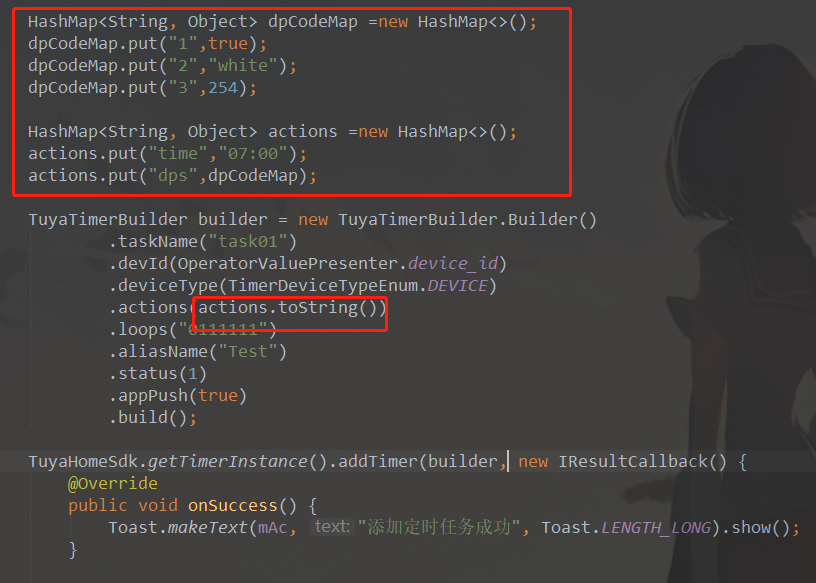 HashMap<String, Object> dpCodeMap =new HashMap<>();
dpCodeMap.put("1",true);
dpCodeMap.put("2","white");
dpCodeMap.put("3",254);
HashMap<String, Object> actions =new HashMap<>();
actions.put("time","07:00");
actions.put("dps",dpCodeMap);
TuyaTimerBuilder builder = new TuyaTimerBuilder.Builder()
.taskName("task01")
.devId(OperatorValuePresenter.device_id)
.deviceType(TimerDeviceTypeEnum.DEVICE)
.actions(actions.toString())
.loops("0111111")
.aliasName("Test")
.status(1)
.appPush(true)
.build();
TuyaHomeSdk.getTimerInstance().addTimer(builder, new IResultCallback() {
@Override
public void onSuccess() {
Toast.makeText(mAc, text: "添加定时任务成功", Toast.LENGTH_LONG).show();
}